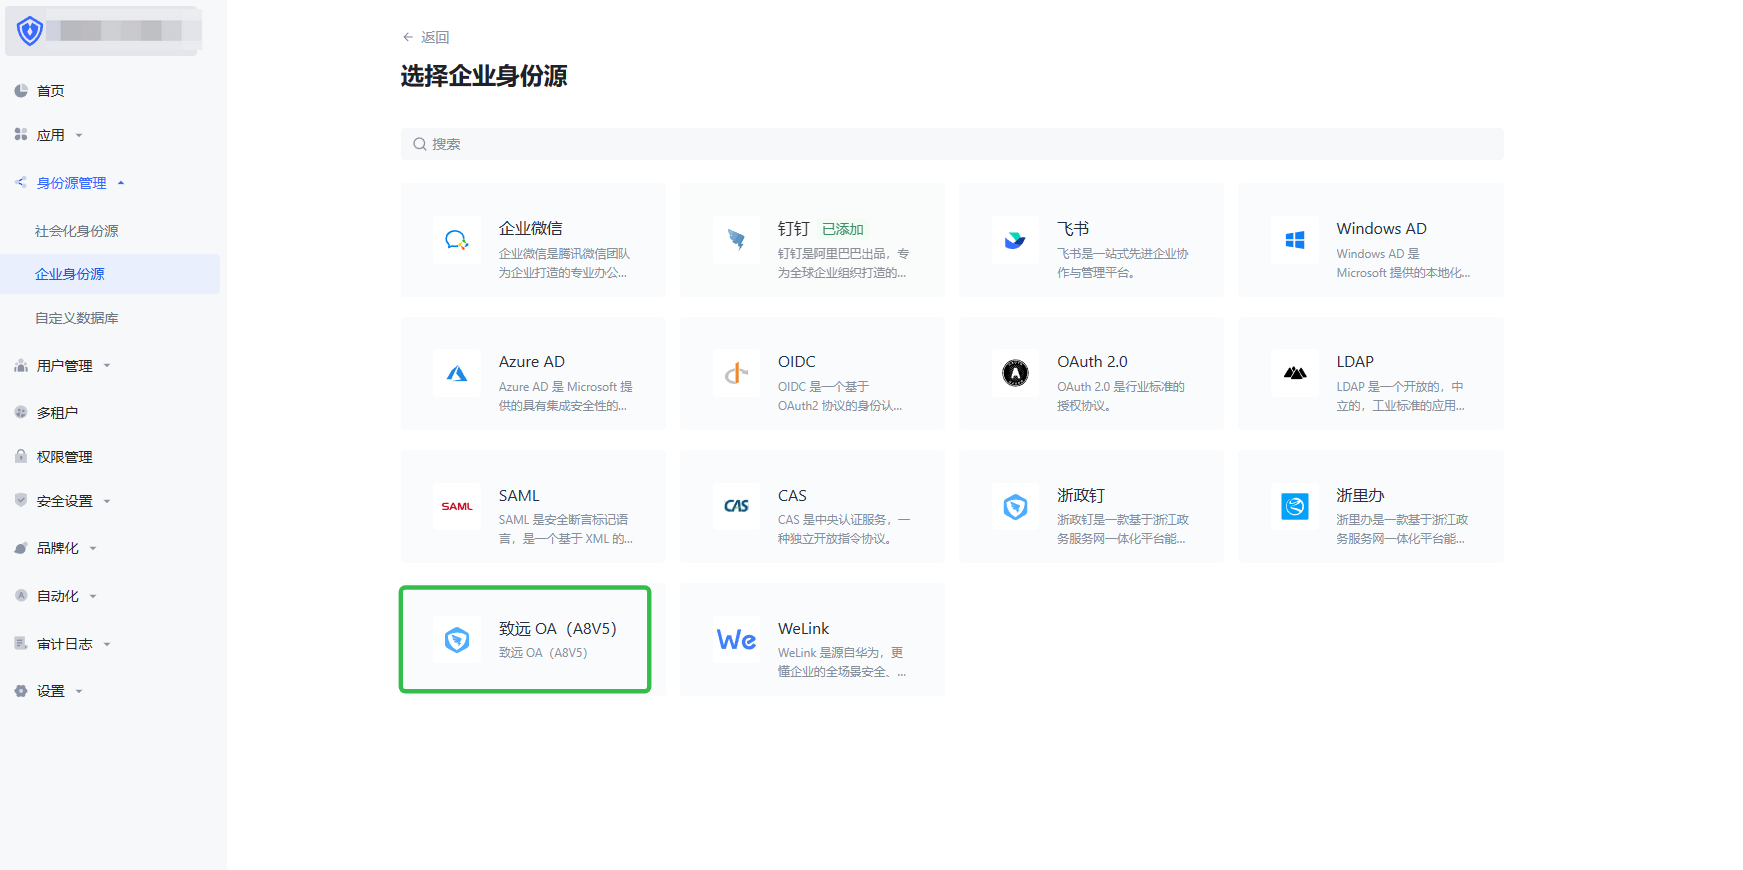 首页
应用
身份源管理
社会化身份源
企业身份源
自定义数据库
用户管理
多租户
权限管理
安全设置
品牌化
自动化
审计日志
设置
← 返回
选择企业身份源
搜索
企业微信
企业微信是腾讯微信团队
为企业打造的专业办公...
钉钉 已添加
钉钉是阿里巴巴出品，专
为全球企业组织打造的...
飞书
飞书是一站式先进企业协
作与管理平台。
Windows AD
Windows AD 是
Microsoft 提供的本地化...
Azure AD
Azure AD 是 Microsoft 提
供的具有集成安全性的...
OIDC
OIDC 是一个基于
OAuth2 协议的身份认...
OAuth 2.0
OAuth 2.0 是行业标准的
授权协议。
LDAP
LDAP 是一个开放的，中
立的，工业标准的应用...
SAML
SAML
SAML 是安全断言标记语
言，是一个基于 XML 的...
CAS
CAS
CAS 是中央认证服务，一
种独立开放指令协议。
浙政钉
浙政钉是一款基于浙江政
务服务网一体化平台能...
浙里办
浙里办是一款基于浙江政
务服务网一体化平台能...
致远 OA（A8V5）
致远 OA（A8V5）
We
WeLink
WeLink 是源自华为，更
懂企业的全场景安全、...